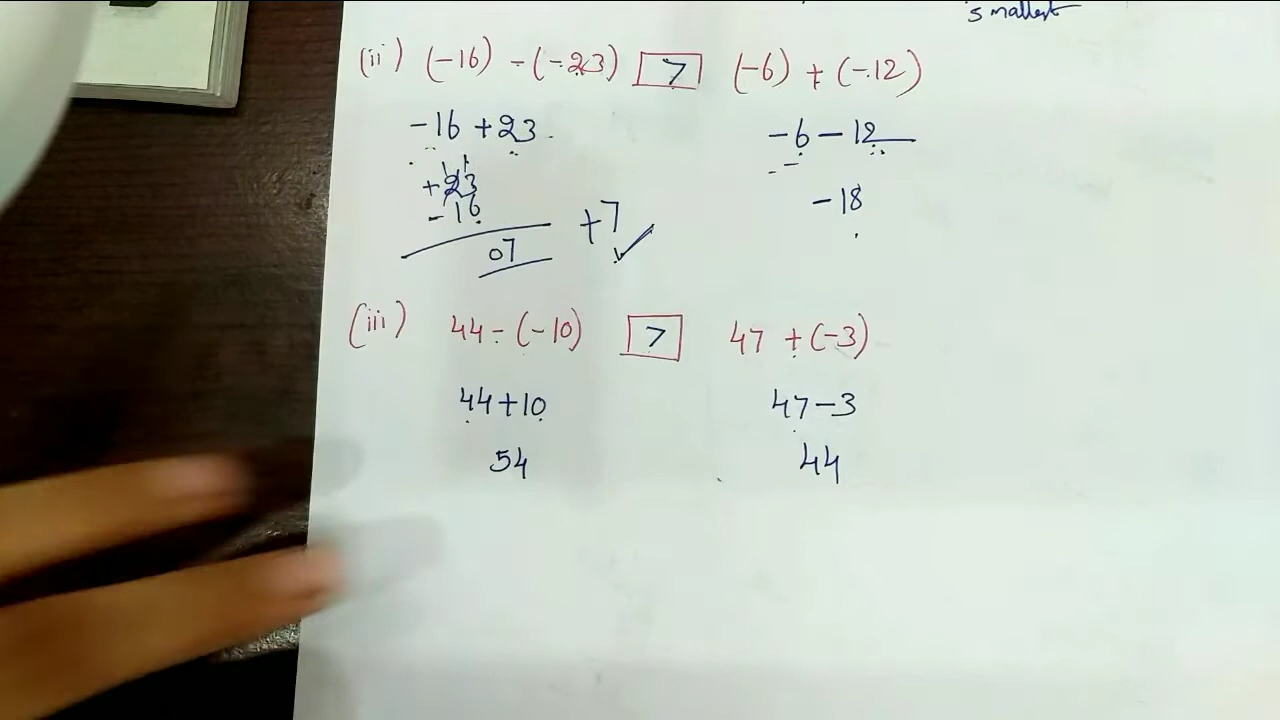 smallest
(ii) (-16) - (-23) > (-6) + (-12)
-16 +23 -6 - 12
+23
-16 +7 -18
07
(iii) 44 - (-10) > 47 + (-3)
44+10 47-3
54 44